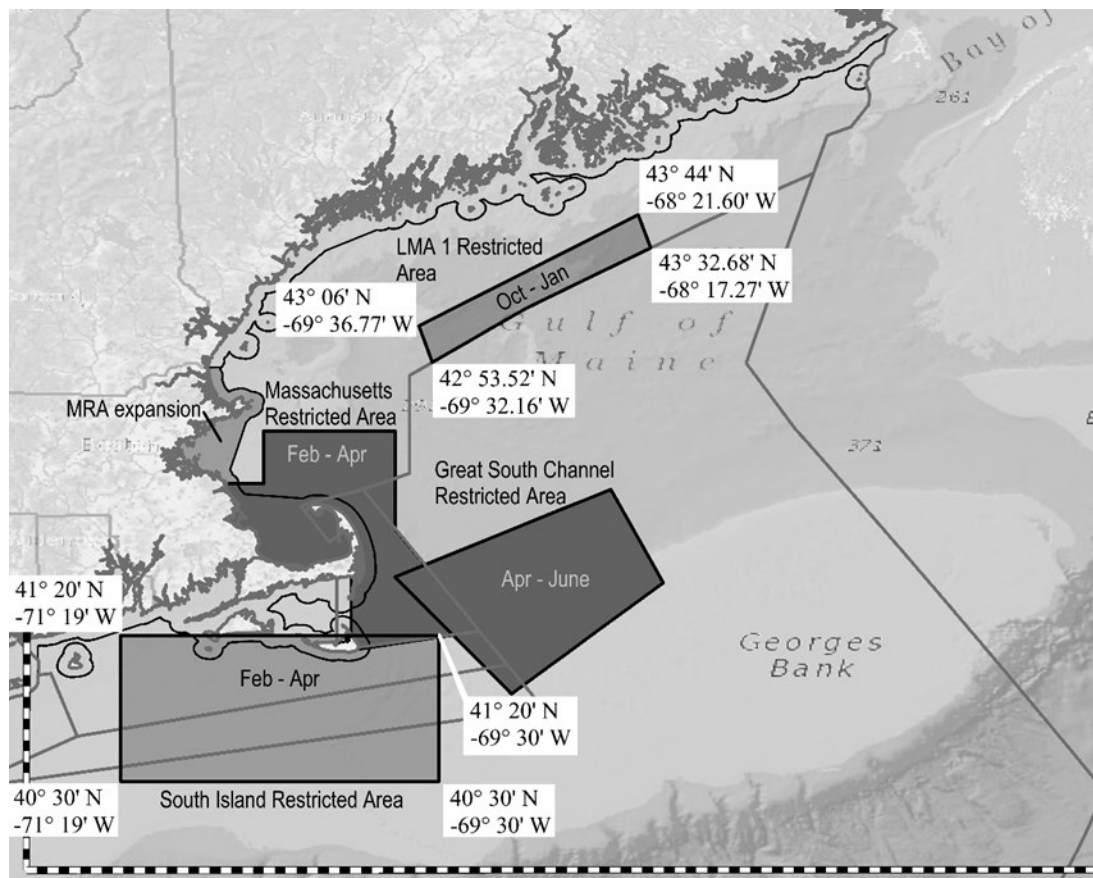 Bay of
261
43° 44' N
-68° 21.60' W
LMA 1 Restricted
Area
Oct - Jan
43° 06' N
-69° 36.77' W
43° 32.68' N
-68° 17.27' W
Gulf of
Maine
42° 53.52' N
-69° 32.16' W
Massachusetts
Restricted Area
MRA expansion
Feb - Apr
371
Great South Channel
Restricted Area
Apr - June
41° 20' N
-71° 19' W
Georges
Bank
Feb - Apr
41° 20' N
-69° 30' W
40° 30' N
-71° 19' W
South Island Restricted Area
40° 30' N
-69° 30' W